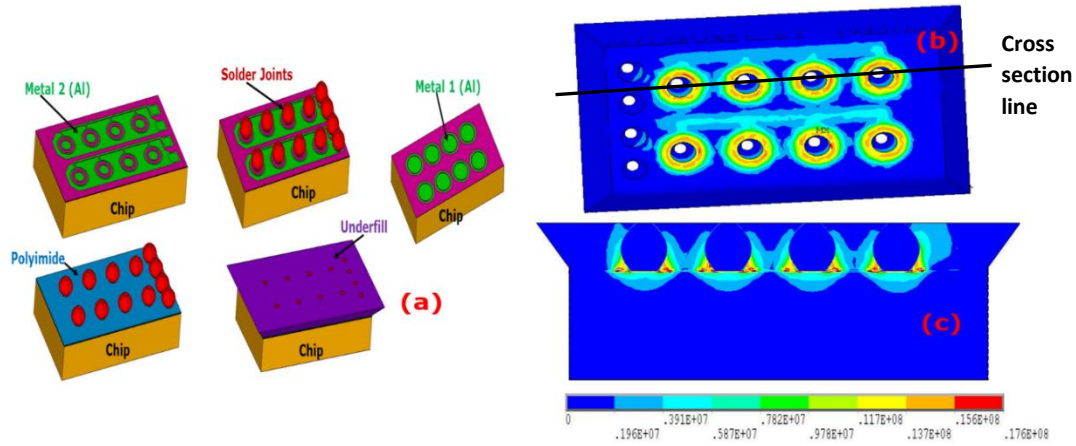 Metal 2 (Al)
Solder Joints
Metal 1 (Al)
Chip
Chip
Chip
Polyimide
Underfill
(a)
Chip
Chip
(b)
Cross
section
line
MX
(c)
0
.391E+07
.782E+07
.117E+08
.156E+08
.196E+07
.587E+07
.978E+07
.137E+08
.176E+08